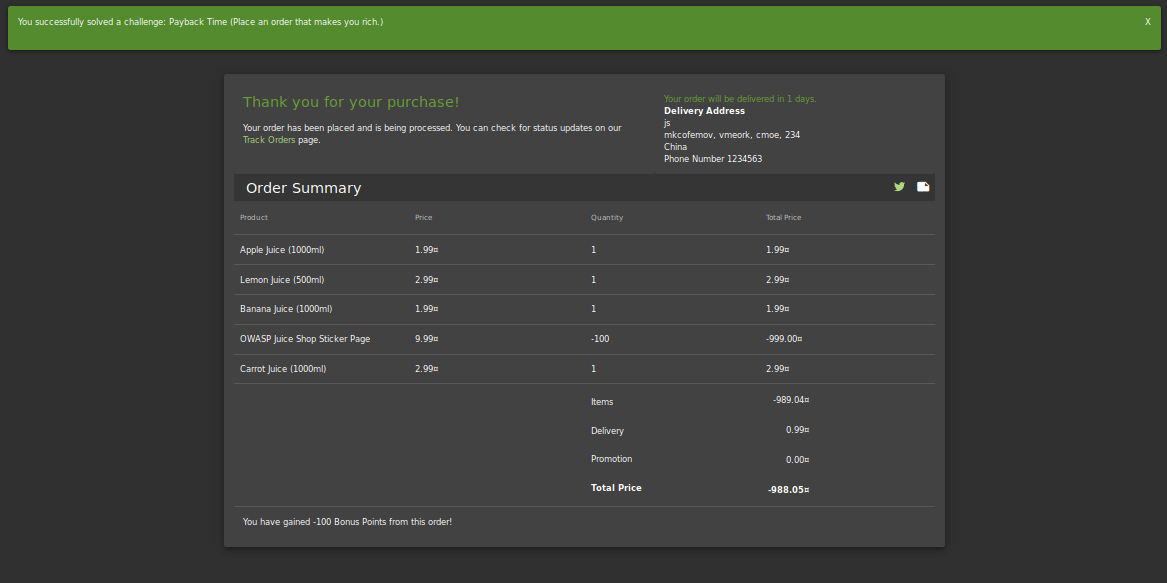 You successfully solved a challenge: Payback Time (Place an order that makes you rich.) X
Thank you for your purchase!
Your order has been placed and is being processed. You can check for status updates on our
Track Orders page.
Your order will be delivered in 1 days.
Delivery Address
js
mkcofemov, vmeork, cmoe, 234
China
Phone Number 1234563
Order Summary
Product Price Quantity Total Price
Apple Juice (1000ml) 1.99¤ 1 1.99¤
Lemon Juice (500ml) 2.99¤ 1 2.99¤
Banana Juice (1000ml) 1.99¤ 1 1.99¤
OWASP Juice Shop Sticker Page 9.99¤ -100 -999.00¤
Carrot Juice (1000ml) 2.99¤ 1 2.99¤
Items -989.04¤
Delivery 0.99¤
Promotion 0.00¤
Total Price -988.05¤
You have gained -100 Bonus Points from this order!